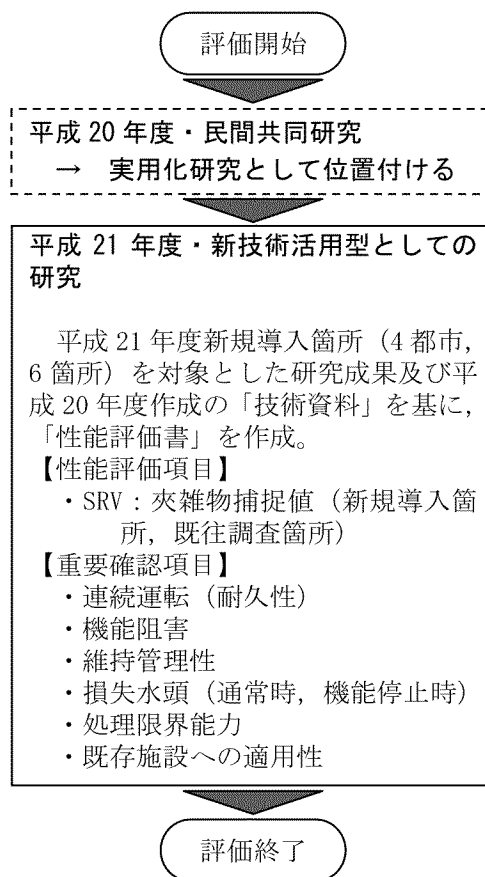 評価開始
平成 20 年度・民間共同研究
→ 実用化研究として位置付ける
平成 21 年度・新技術活用型としての
研究
平成 21 年度新規導入箇所（4 都市，
6 箇所）を対象とした研究成果及び平
成 20 年度作成の「技術資料」を基に，
「性能評価書」を作成。
【性能評価項目】
・SRV：夾雑物捕捉値（新規導入箇
所，既往調査箇所）
【重要確認項目】
・連続運転（耐久性）
・機能阻害
・維持管理性
・損失水頭（通常時，機能停止時）
・処理限界能力
・既存施設への適用性
評価終了